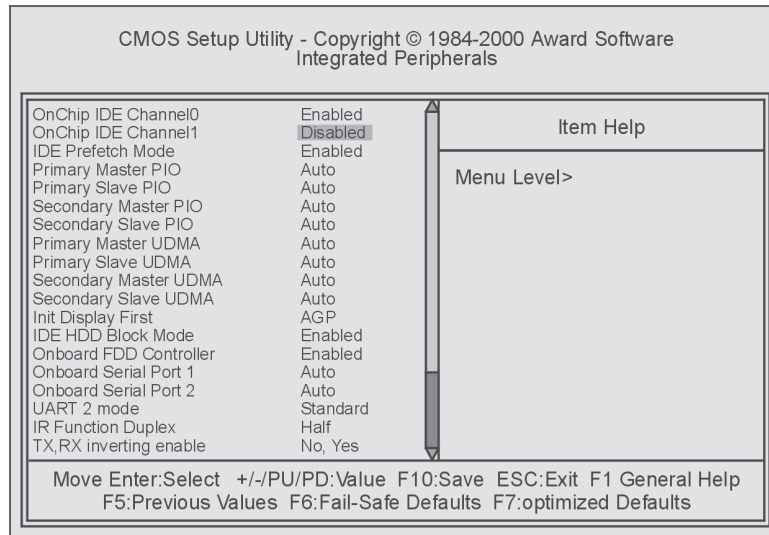 CMOS Setup Utility - Copyright © 1984-2000 Award Software
Integrated Peripherals
OnChip IDE Channel0 Enabled
OnChip IDE Channel1 Disabled
IDE Prefetch Mode Enabled
Primary Master PIO Auto
Primary Slave PIO Auto
Secondary Master PIO Auto
Secondary Slave PIO Auto
Primary Master UDMA Auto
Primary Slave UDMA Auto
Secondary Master UDMA Auto
Secondary Slave UDMA Auto
Init Display First AGP
IDE HDD Block Mode Enabled
Onboard FDD Controller Enabled
Onboard Serial Port 1 Auto
Onboard Serial Port 2 Auto
UART 2 mode Standard
IR Function Duplex Half
TX,RX inverting enable No, Yes
Item Help
Menu Level>
Move Enter:Select +/-/PU/PD:Value F10:Save ESC:Exit F1 General Help
F5:Previous Values F6:Fail-Safe Defaults F7:optimized Defaults